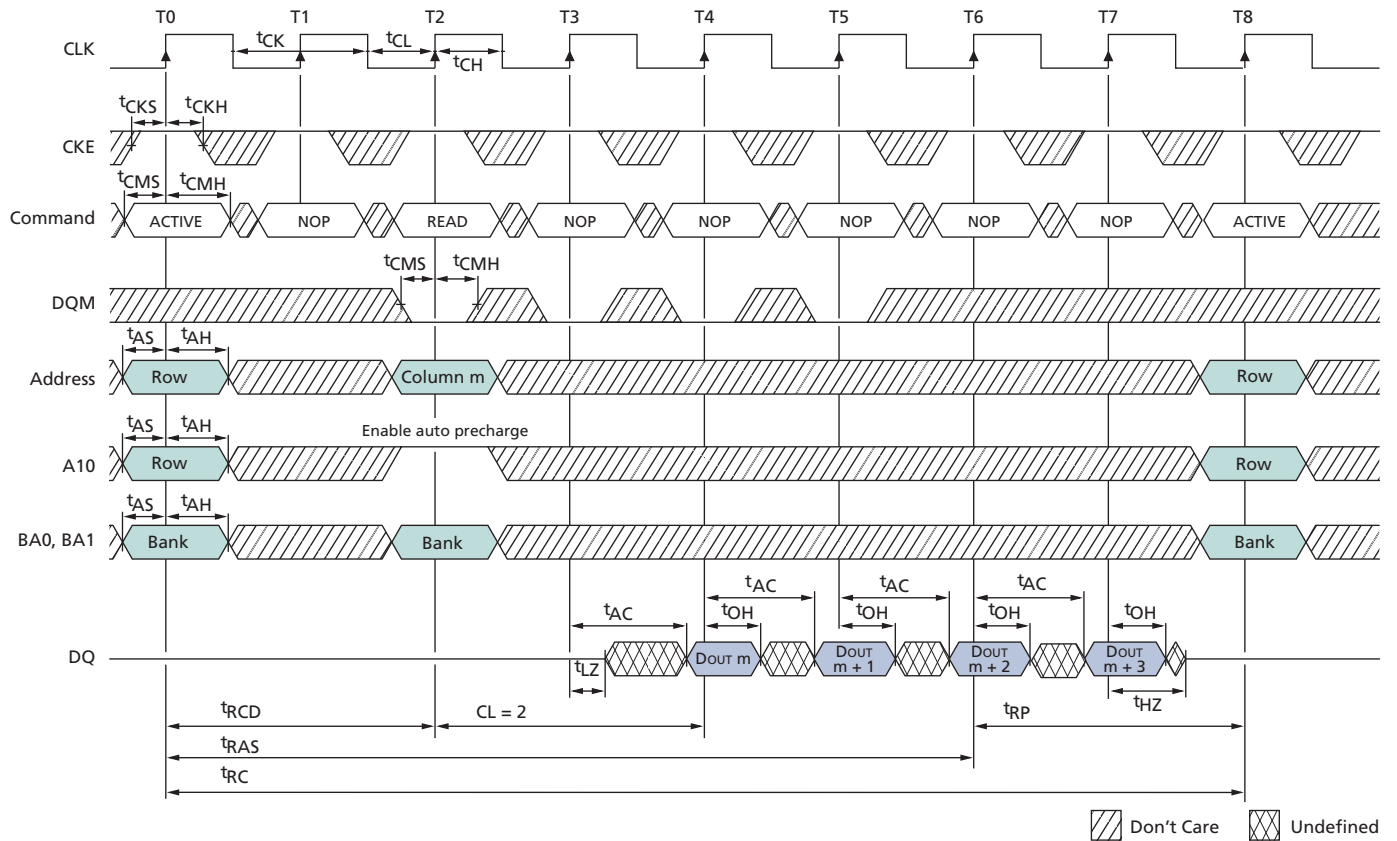 T0 T1 T2 T3 T4 T5 T6 T7 T8
CLK
tCK tCL
tCH
tCKS tCKH
CKE
tCMS tCMH
Command ACTIVE NOP READ NOP NOP NOP NOP NOP ACTIVE
tCMS tCMH
DQM
tAS tAH
Address Row Column m Row
tAS tAH Enable auto precharge
A10 Row Row
tAS tAH
BA0, BA1 Bank Bank Bank
tAC tAC tAC
tAC tOH tOH tOH tOH
DQ DOUT m DOUT m + 1 DOUT m + 2 DOUT m + 3
tLZ tHZ
tRCD CL = 2 tRP
tRAS
tRC
Don't Care Undefined